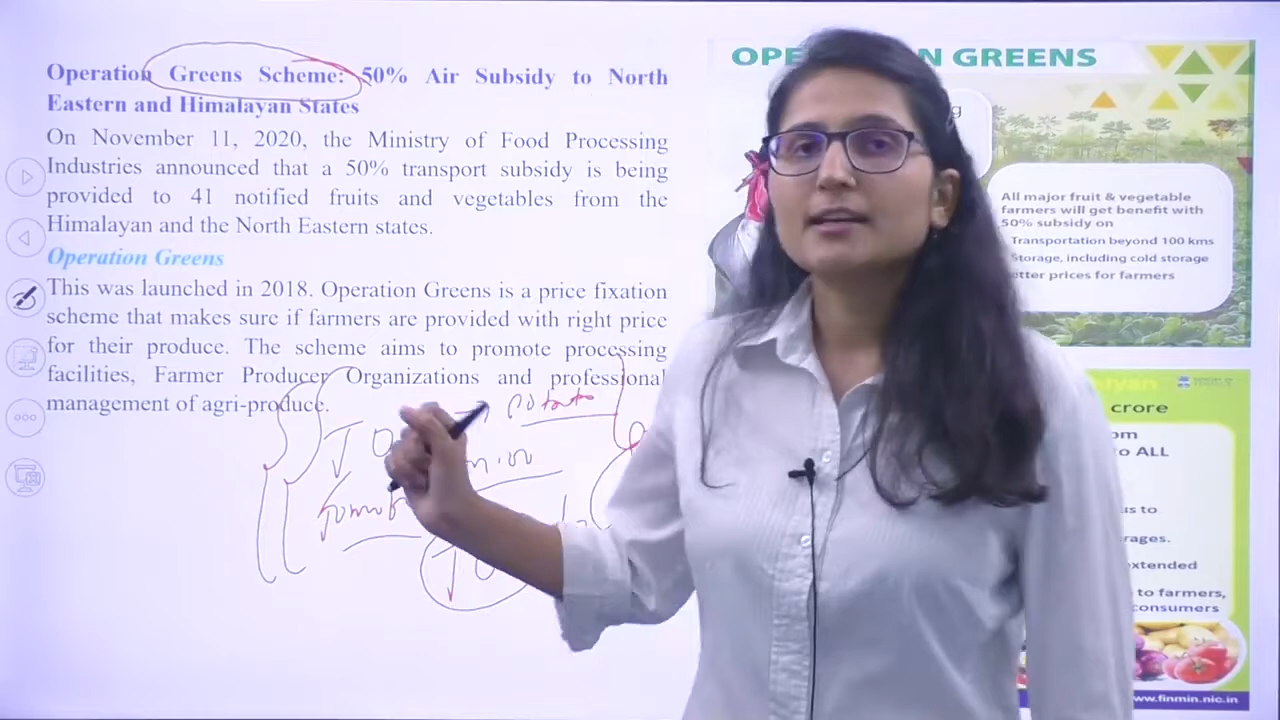 Operation Greens Scheme: 50% Air Subsidy to North
Eastern and Himalayan States
On November 11, 2020, the Ministry of Food Processing
Industries announced that a 50% transport subsidy is being
provided to 41 notified fruits and vegetables from the
Himalayan and the North Eastern states.
Operation Greens
This was launched in 2018. Operation Greens is a price fixation
scheme that makes sure if farmers are provided with right price
for their produce. The scheme aims to promote processing
facilities, Farmer Producer Organizations and professional
management of agri-produce.
potato
T O
GREENS
All major fruit & vegetable
farmers will get benefit with
50% subsidy on
Transportation beyond 100 kms
Storage, including cold storage
prices for farmers
crore
to ALL
to farmers,
consumers
www.finmin.nic.in